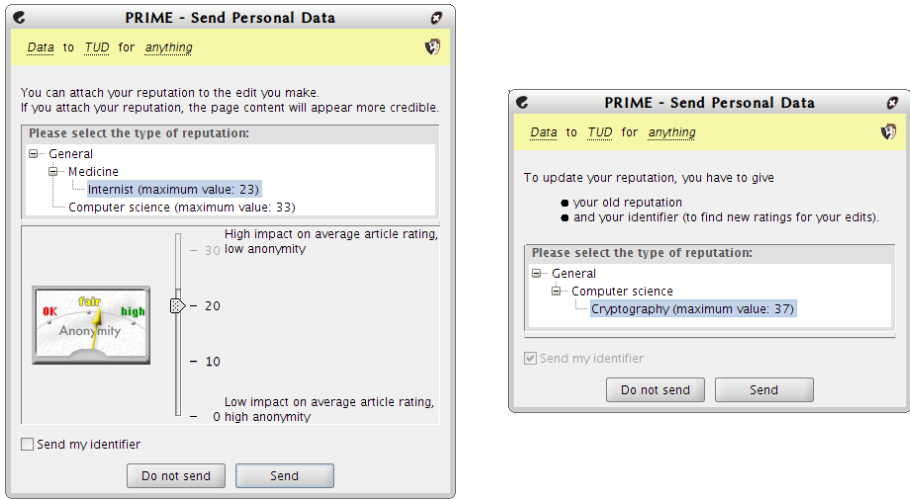 PRIME - Send Personal Data
Data to TUD for anything
You can attach your reputation to the edit you make.
If you attach your reputation, the page content will appear more credible.
Please select the type of reputation:
General
Medicine
Internist (maximum value: 23)
Computer science (maximum value: 33)
High impact on average article rating,
30 low anonymity
OK fair high
Anonymity
20
10
Low impact on average article rating,
0 high anonymity
Send my identifier
Do not send Send
PRIME - Send Personal Data
Data to TUD for anything
To update your reputation, you have to give
● your old reputation
● and your identifier (to find new ratings for your edits).
Please select the type of reputation:
General
Computer science
Cryptography (maximum value: 37)
Send my identifier
Do not send Send